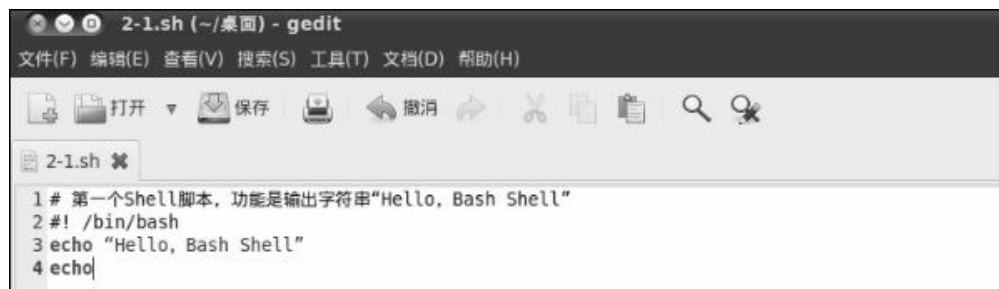 2-1.sh (~/桌面) - gedit
文件(F) 编辑(E) 查看(V) 搜索(S) 工具(T) 文档(D) 帮助(H)
打开 保存 撤消
2-1.sh
1 # 第一个Shell脚本，功能是输出字符串“Hello, Bash Shell”
2 #! /bin/bash
3 echo “Hello, Bash Shell”
4 echo